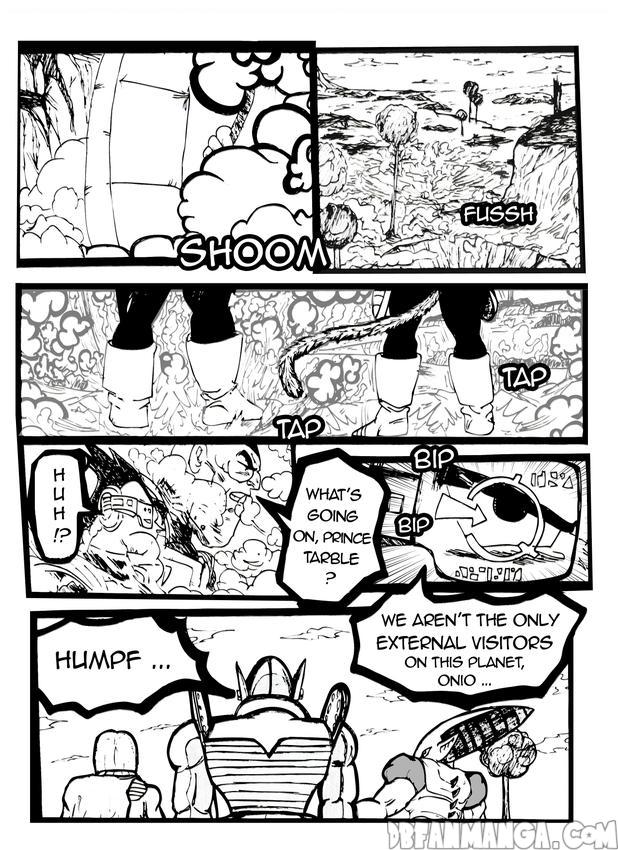 SHOOM
FUSSH
TAP
TAP
HUH!?
WHAT'S
GOING
ON, PRINCE
TARBLE
?
BIP
BIP
WE AREN'T THE ONLY
EXTERNAL VISITORS
ON THIS PLANET,
ONIO ...
HUMPF ...
DBFANMANGA.COM